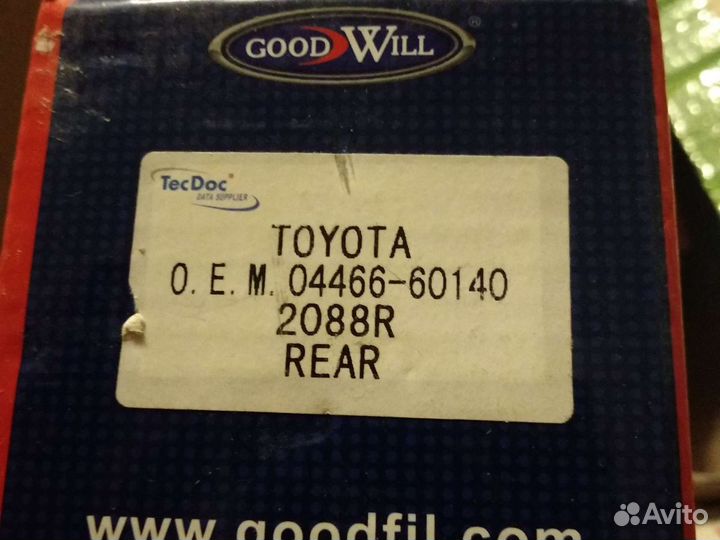 GOOD WILL ®
TecDoc
DATA SUPPLIER
TOYOTA
O.E.M. 04466-60140
2088R
REAR
www.goodfil.com
Avito